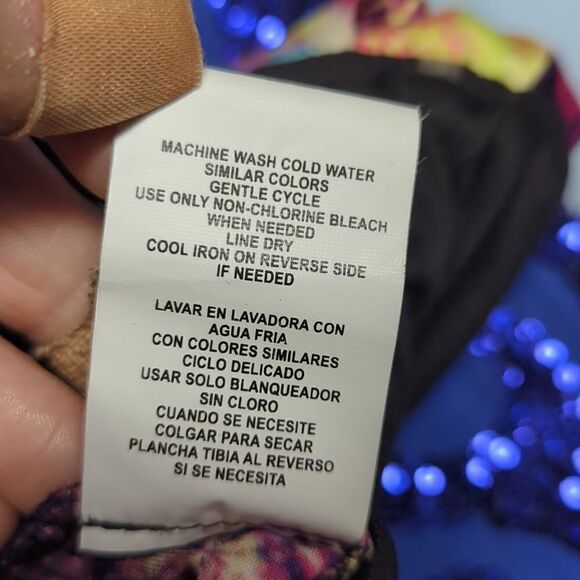 MACHINE WASH COLD WATER
SIMILAR COLORS
GENTLE CYCLE
USE ONLY NON-CHLORINE BLEACH
WHEN NEEDED
LINE DRY
COOL IRON ON REVERSE SIDE
IF NEEDED
LAVAR EN LAVADORA CON
AGUA FRIA
CON COLORES SIMILARES
CICLO DELICADO
USAR SOLO BLANQUEADOR
SIN CLORO
CUANDO SE NECESITE
COLGAR PARA SECAR
PLANCHA TIBIA AL REVERSO
SI SE NECESITA